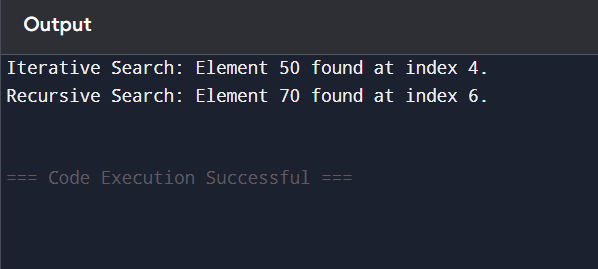 Output
Iterative Search: Element 50 found at index 4.
Recursive Search: Element 70 found at index 6.
=== Code Execution Successful ===